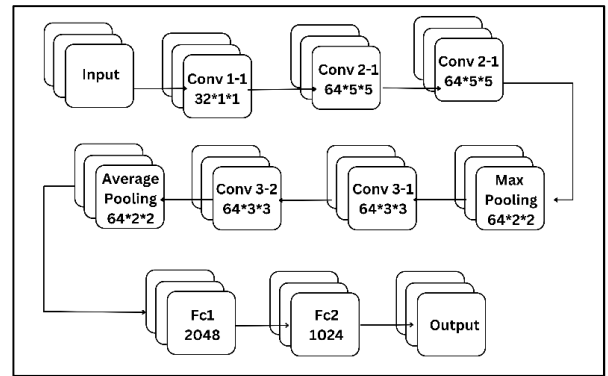 Input
Conv 1-1
32*1*1
Conv 2-1
64*5*5
Conv 2-1
64*5*5
Average
Pooling
64*2*2
Conv 3-2
64*3*3
Conv 3-1
64*3*3
Max
Pooling
64*2*2
Fc1
2048
Fc2
1024
Output